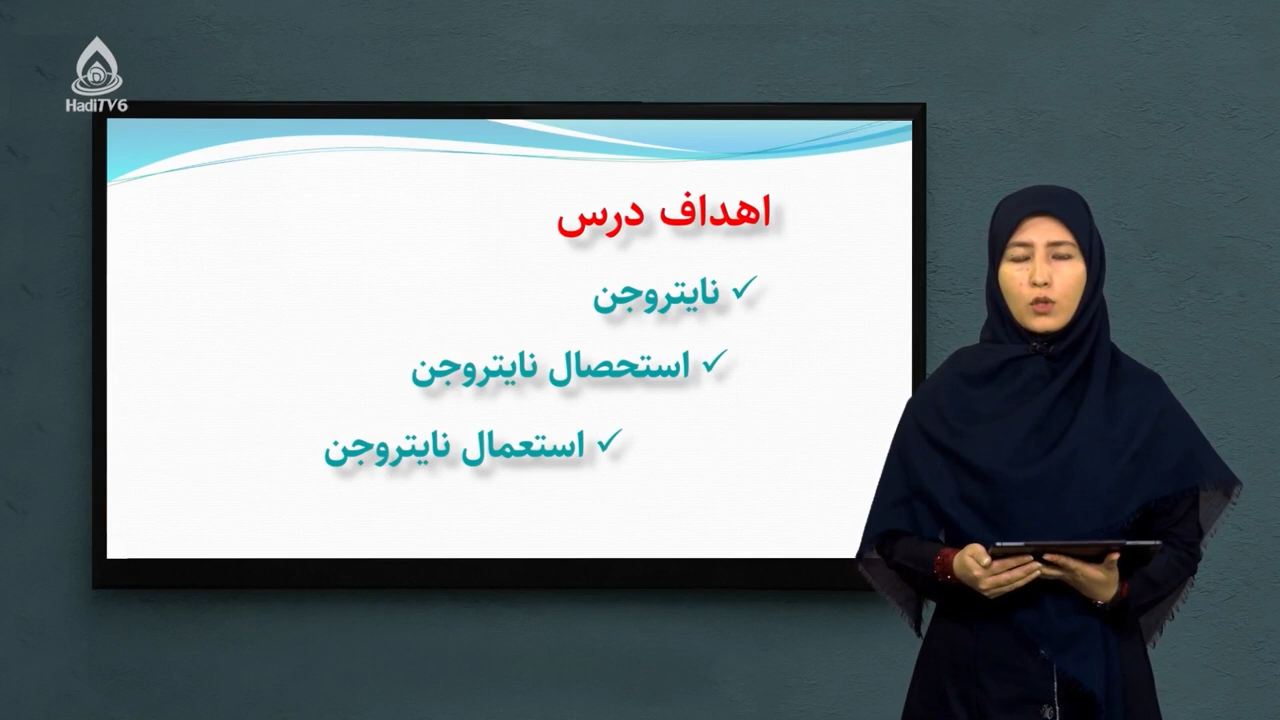 HadiTV6
اهداف درس
✓ نایتروجن
✓ استحصال نایتروجن
✓ استعمال نایتروجن